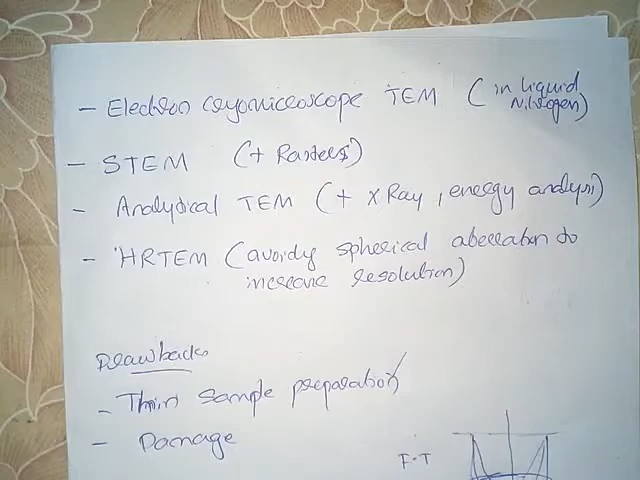 - Electron cryomicroscope TEM (in liquid
Nitrogen)
- STEM (+ Rasters)
- Analytical TEM (+ X Ray, energy analysis)
- HRTEM (avoidy spherical aberration to
increase resolution)
Drawbacks
- Thin sample preparation
- Damage
F.T